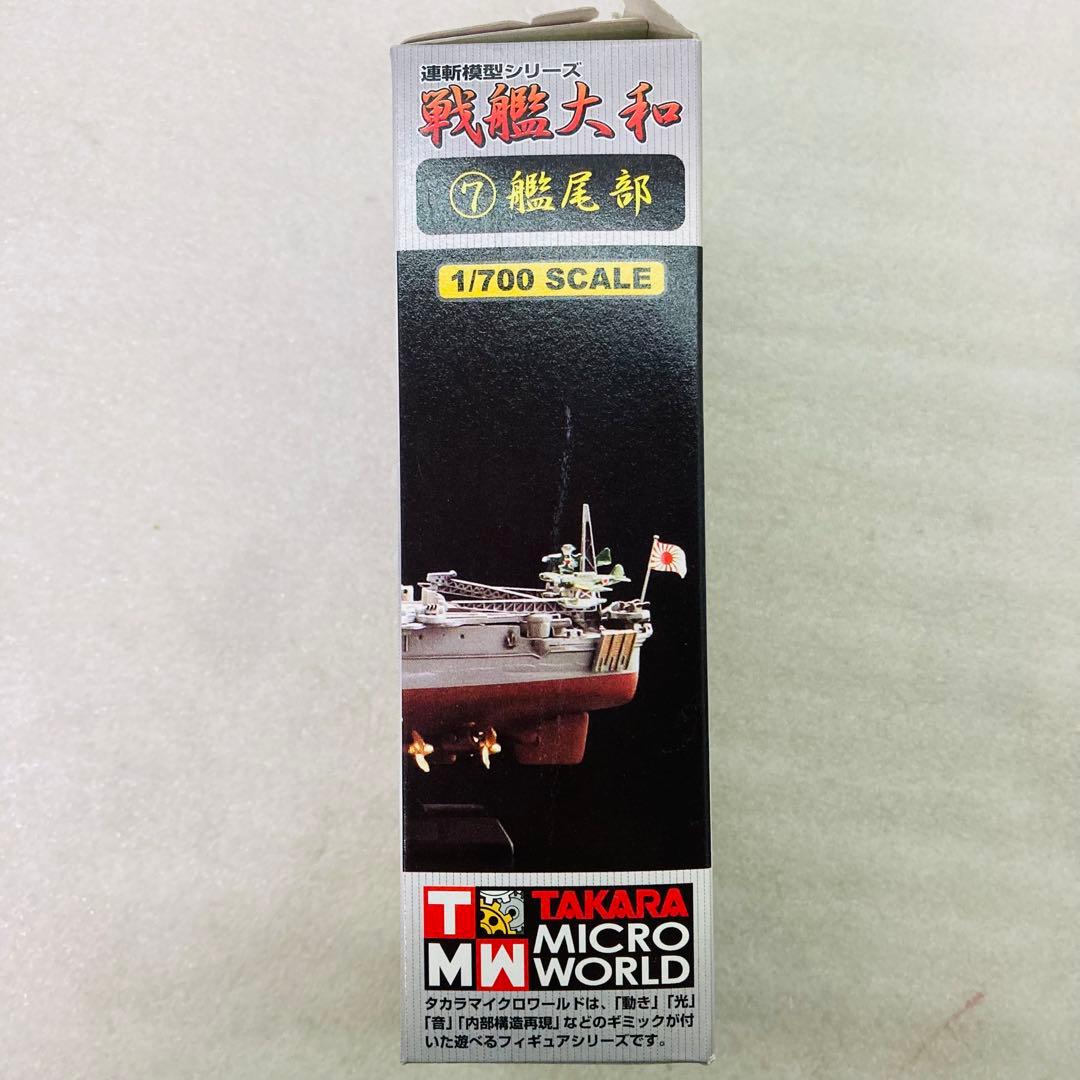 連斬模型シリーズ
戦艦大和
⑦艦尾部
1/700 SCALE
TMW
TAKARA
MICRO
WORLD
タカラマイクロワールドは、「動き」「光」
「音」「内部構造再現」などのギミックが付
いた遊べるフィギュアシリーズです。